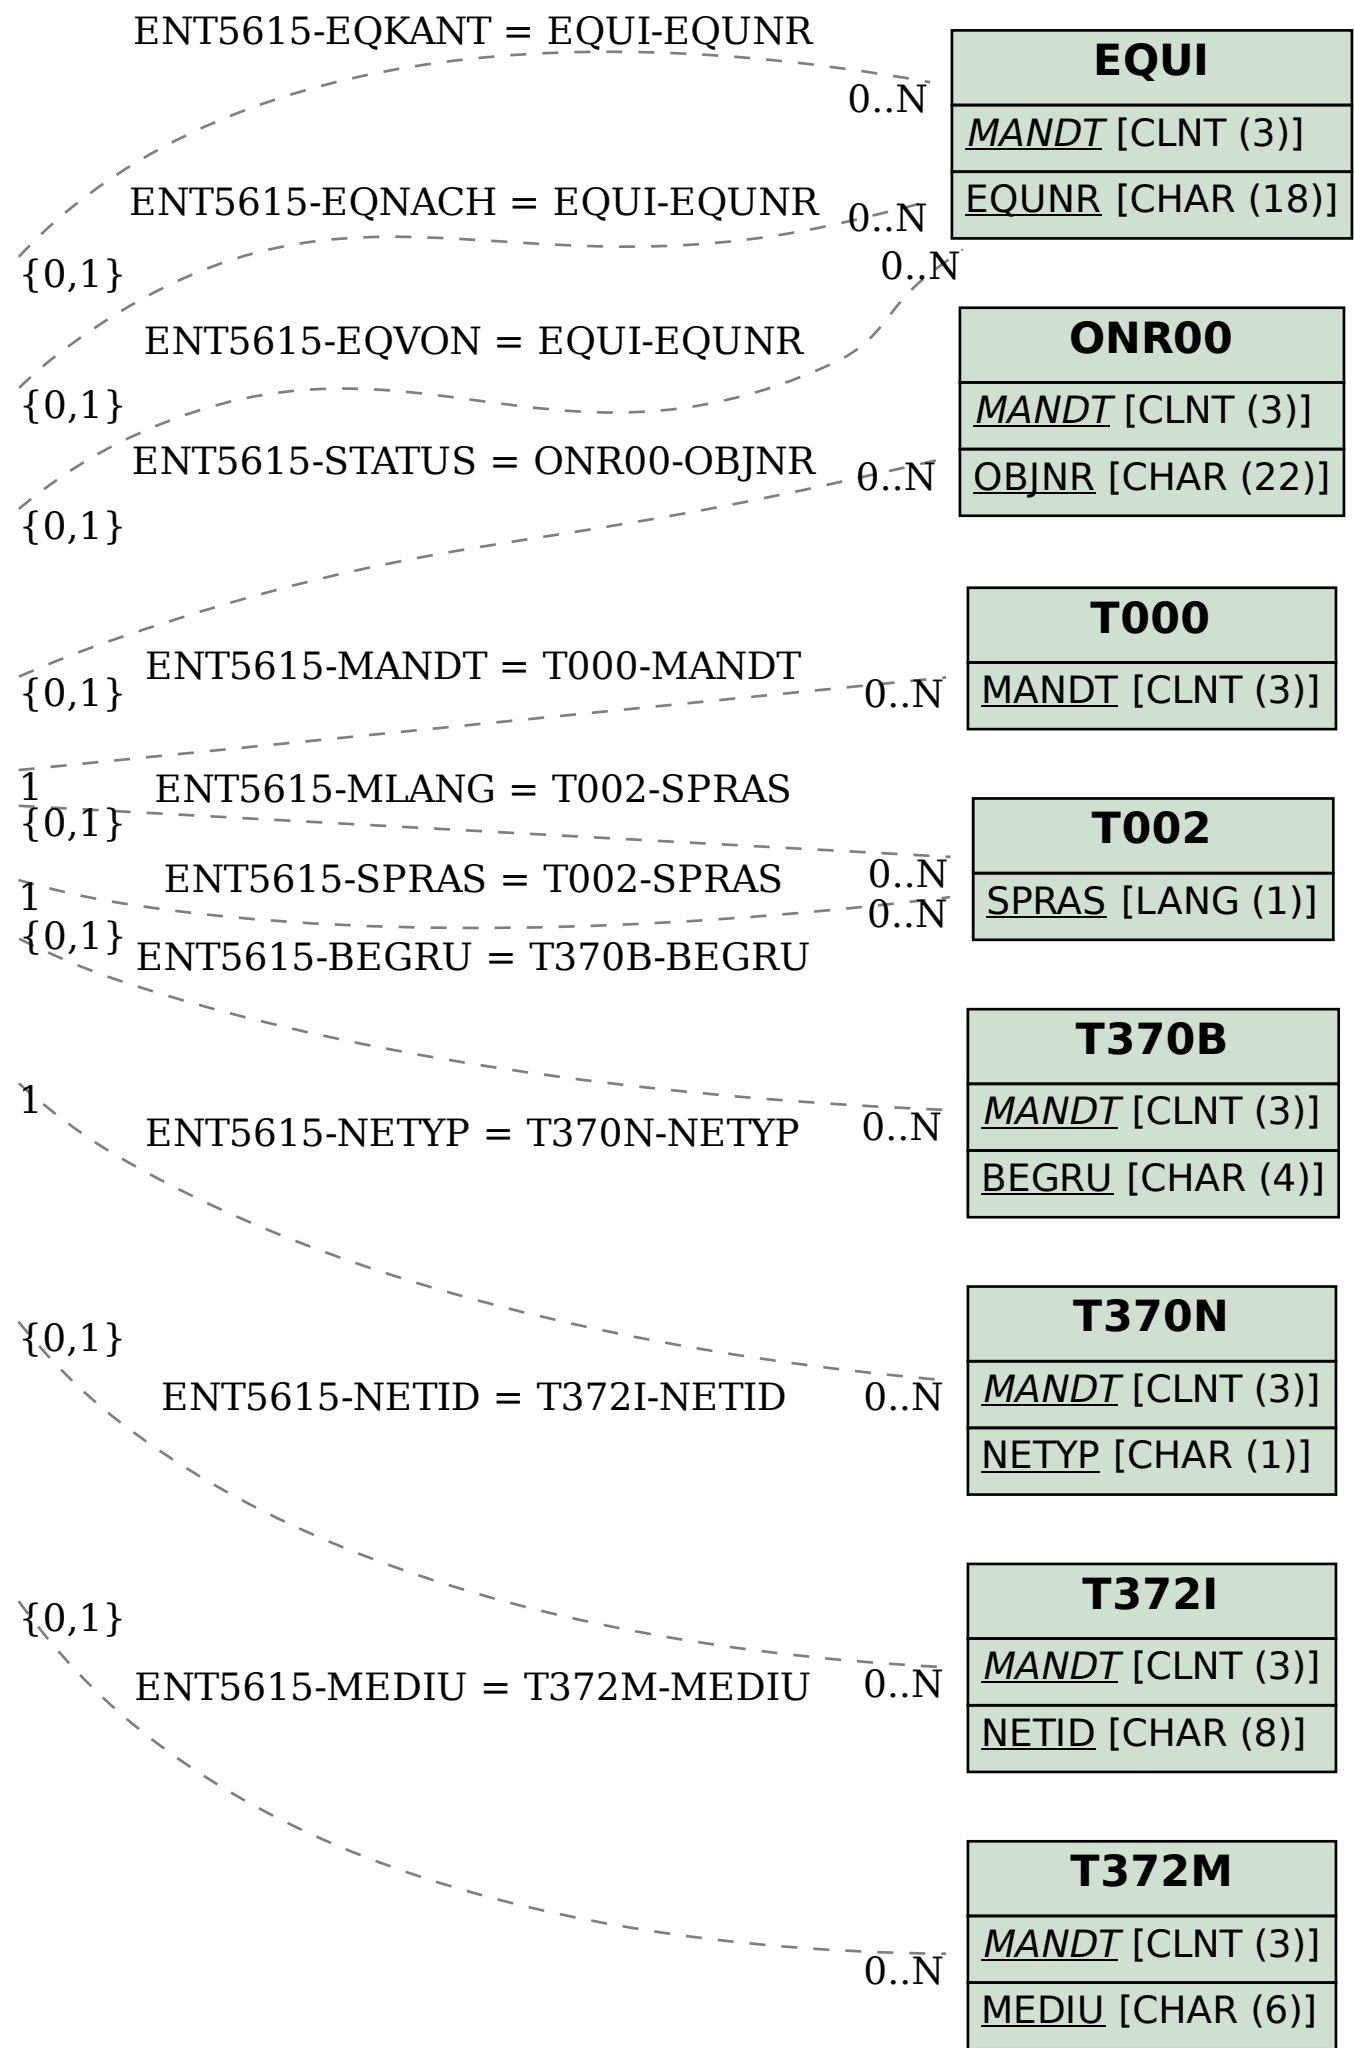 ENT5615-EQKANT = EQUI-EQUNR
0..N
{0,1}
ENT5615-EQNACH = EQUI-EQUNR
0..N
{0,1}
ENT5615-EQVON = EQUI-EQUNR
0..N
{0,1}
ENT5615-STATUS = ONR00-OBJNR
0..N
{0,1}
ENT5615-MANDT = T000-MANDT
0..N
1
ENT5615-MLANG = T002-SPRAS
0..N
{0,1}
ENT5615-SPRAS = T002-SPRAS
0..N
1
ENT5615-BEGRU = T370B-BEGRU
0..N
{0,1}
ENT5615-NETYP = T370N-NETYP
0..N
1
ENT5615-NETID = T372I-NETID
0..N
{0,1}
ENT5615-MEDIU = T372M-MEDIU
0..N
{0,1}
EQUI
MANDT [CLNT (3)]
EQUNR [CHAR (18)]
ONR00
MANDT [CLNT (3)]
OBJNR [CHAR (22)]
T000
MANDT [CLNT (3)]
T002
SPRAS [LANG (1)]
T370B
MANDT [CLNT (3)]
BEGRU [CHAR (4)]
T370N
MANDT [CLNT (3)]
NETYP [CHAR (1)]
T372I
MANDT [CLNT (3)]
NETID [CHAR (8)]
T372M
MANDT [CLNT (3)]
MEDIU [CHAR (6)]